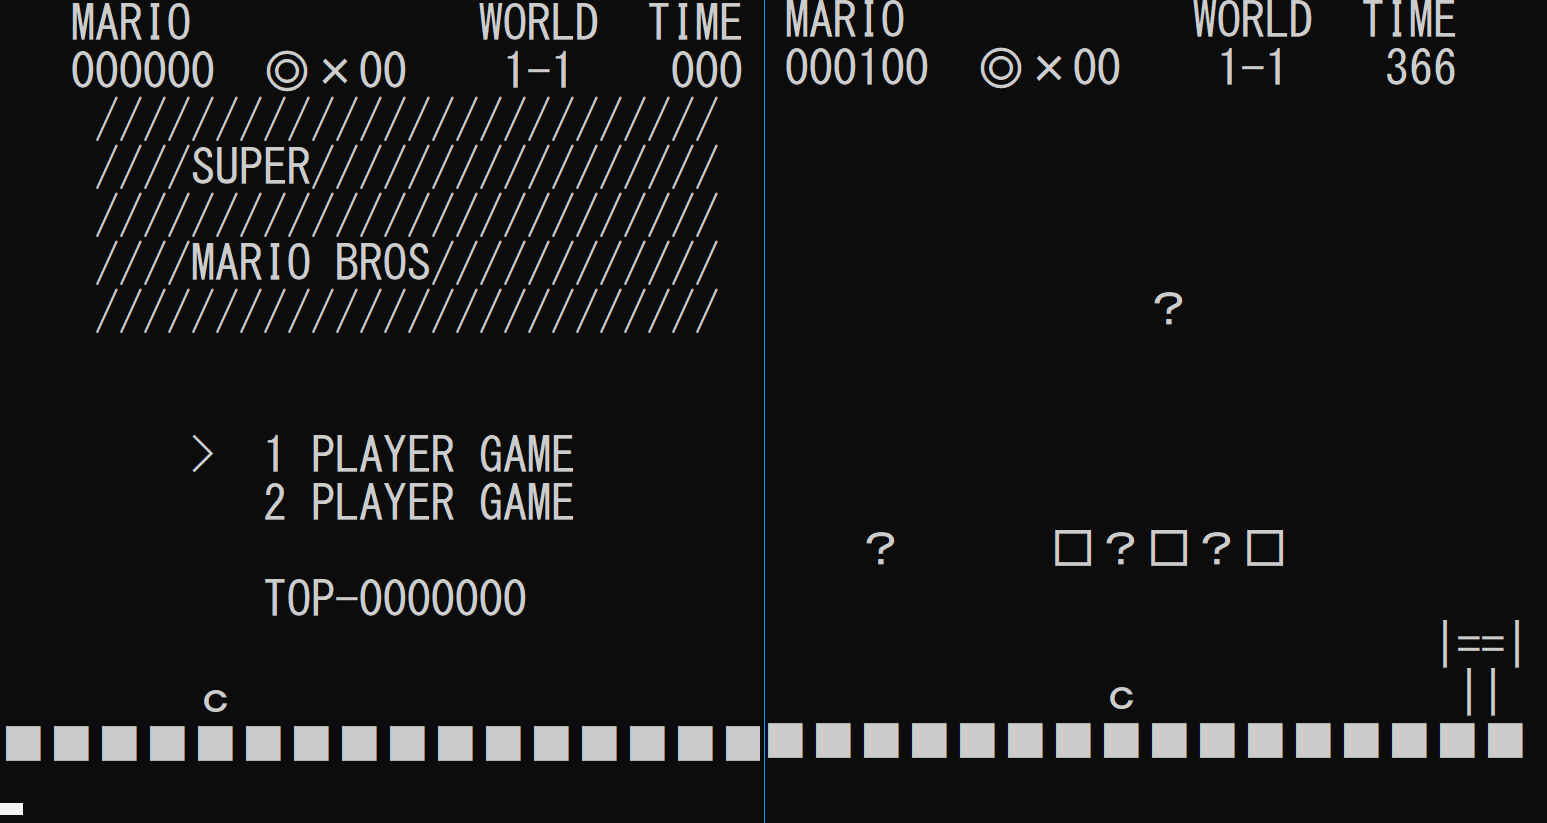 MARIO WORLD TIME
000000 ◎×00 1-1 000
//////////////////////////
////SUPER/////////////////
//////////////////////////
////MARIO BROS////////////
//////////////////////////
> 1 PLAYER GAME
2 PLAYER GAME
TOP-0000000
c
■■■■■■■■■■■■■■■■
MARIO WORLD TIME
000100 ◎×00 1-1 366
?
? □?□?□
|==|
c ||
■■■■■■■■■■■■■■■■